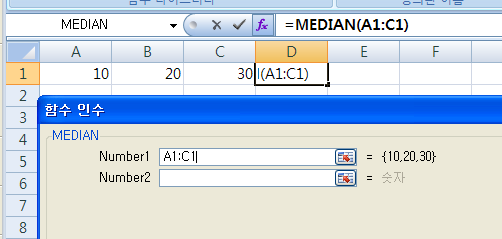 MEDIAN
=MEDIAN(A1:C1)
A B C D E F
1 10 20 30 (A1:C1)
2
3
함수 인수
4
MEDIAN
5
Number1 A1:C1 = {10,20,30}
6
Number2 = 숫자
7
8